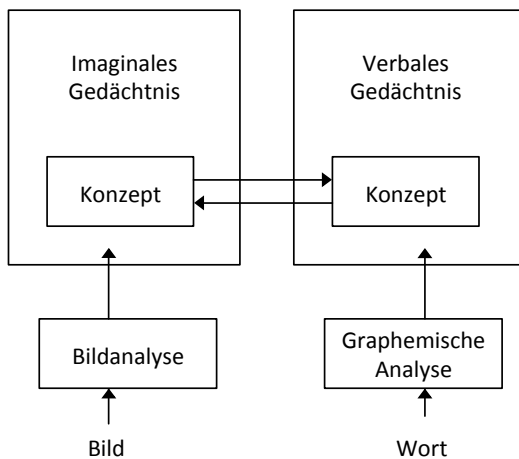 Imaginales
Gedächtnis
Verbales
Gedächtnis
Konzept
Konzept
Bildanalyse
Graphemische
Analyse
Bild
Wort